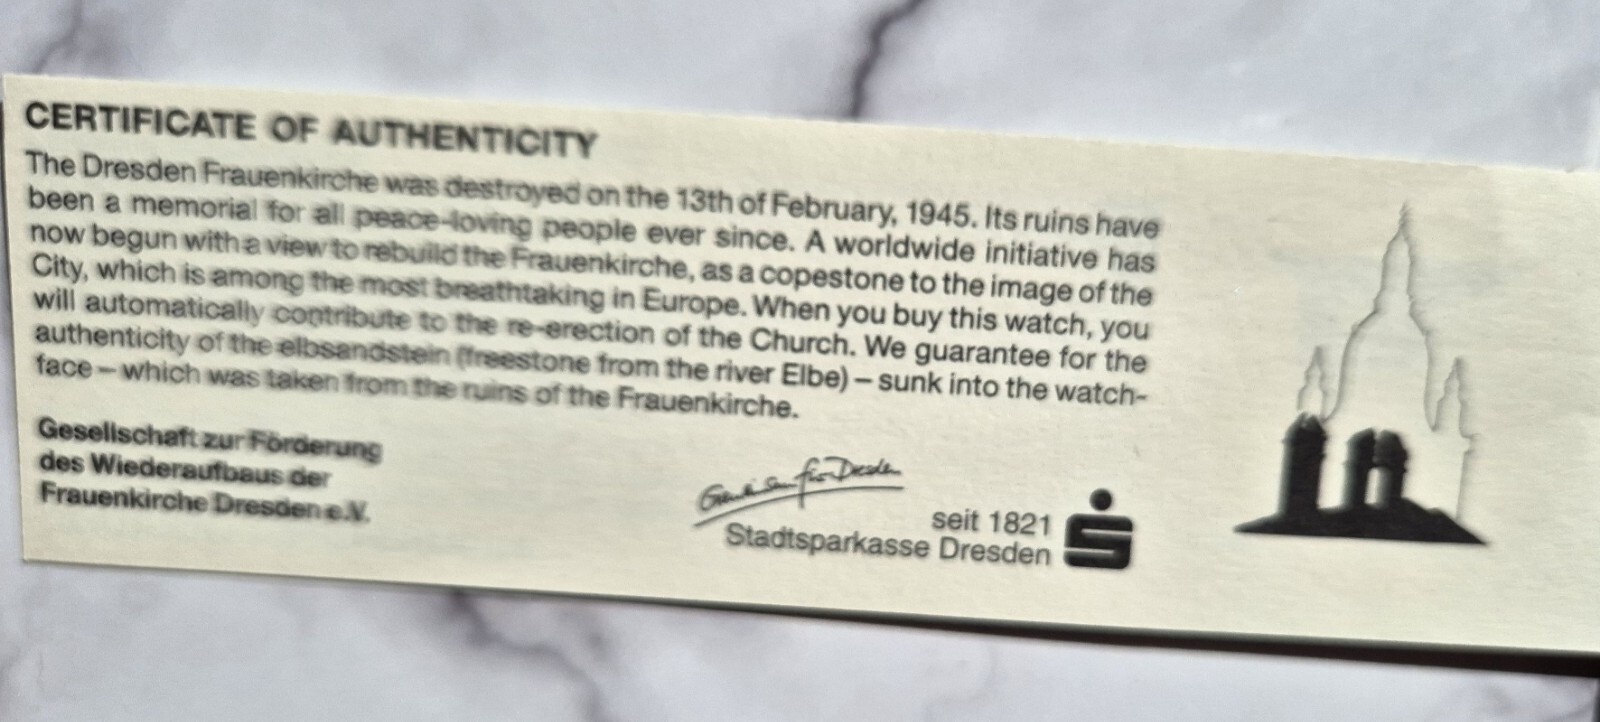 CERTIFICATE OF AUTHENTICITY
The Dresden Frauenkirche was destroyed on the 13th of February, 1945. Its ruins have
been a memorial for all peace-loving people ever since. A worldwide initiative has
now begun with a view to rebuild the Frauenkirche, as a copestone to the image of the
City, which is among the most breathtaking in Europe. When you buy this watch, you
will automatically contribute to the re-erection of the Church. We guarantee for the
authenticity of the elbsandstein (freestone from the river Elbe) – sunk into the watch-
face – which was taken from the ruins of the Frauenkirche.
Gesellschaft zur Förderung
des Wiederaufbaus der
Frauenkirche Dresden e.V.
Gemeinsam für Dresden
seit 1821
Stadtsparkasse Dresden